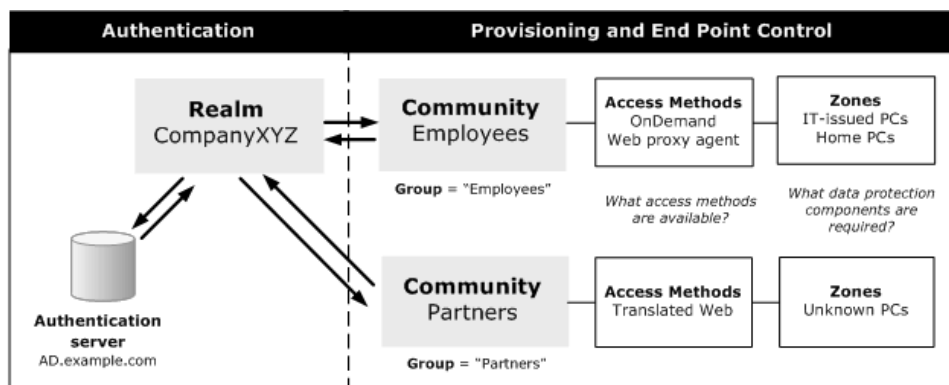 Authentication
Provisioning and End Point Control
Realm
CompanyXYZ
Community
Employees
Group = “Employees”
Access Methods
OnDemand
Web proxy agent
Zones
IT-issued PCs
Home PCs
What access methods
are available?
What data protection
components are
required?
Authentication
server
AD.example.com
Community
Partners
Group = “Partners”
Access Methods
Translated Web
Zones
Unknown PCs